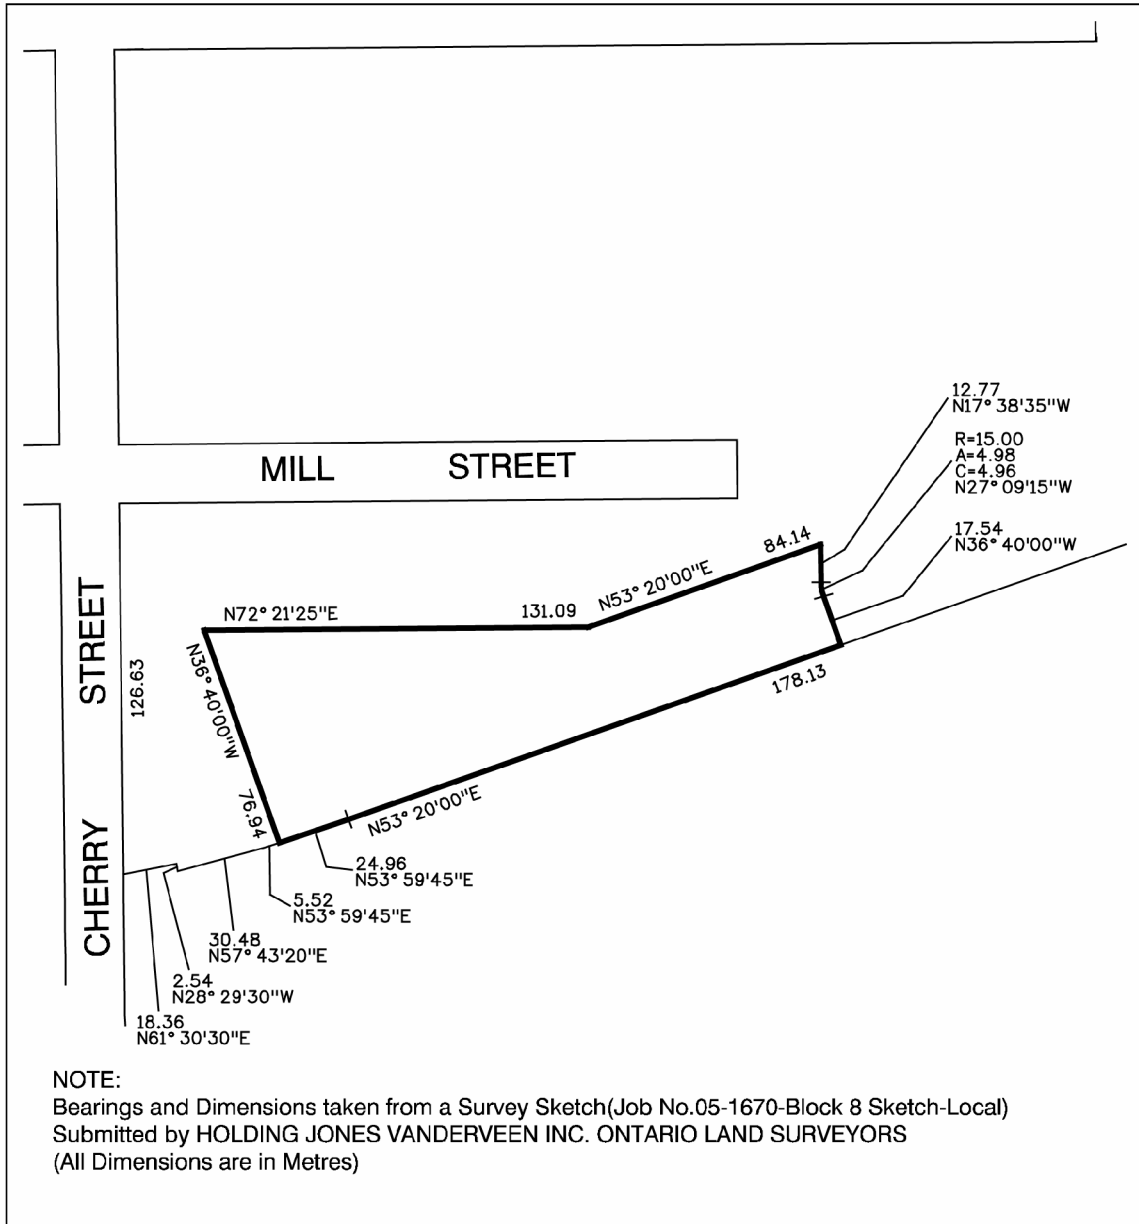 12.77
N17° 38'35"W
R=15.00
A=4.98
C=4.96
N27° 09'15"W
17.54
N36° 40'00"W
MILL STREET
84.14
N53° 20'00"E
N72° 21'25"E
131.09
CHERRY STREET
126.63
N36° 40'00"W
76.94
178.13
N53° 20'00"E
24.96
N53° 59'45"E
5.52
N53° 59'45"E
30.48
N57° 43'20"E
2.54
N28° 29'30"W
18.36
N61° 30'30"E
NOTE:
Bearings and Dimensions taken from a Survey Sketch(Job No.05-1670-Block 8 Sketch-Local)
Submitted by HOLDING JONES VANDERVEEN INC. ONTARIO LAND SURVEYORS
(All Dimensions are in Metres)